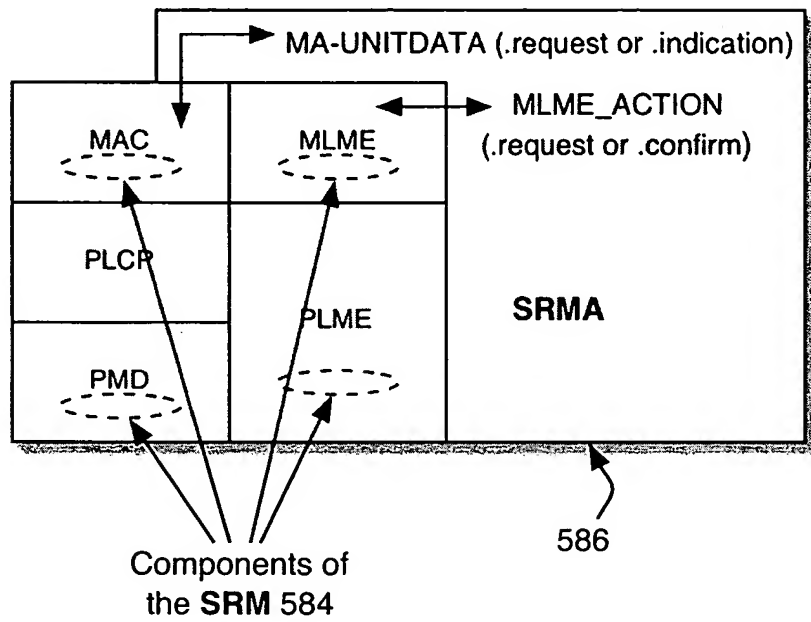 MA-UNITDATA (.request or .indication)
MLME_ACTION
(.request or .confirm)
MAC
MLME
PLCP
PLME
SRMA
PMD
586
Components of
the SRM 584